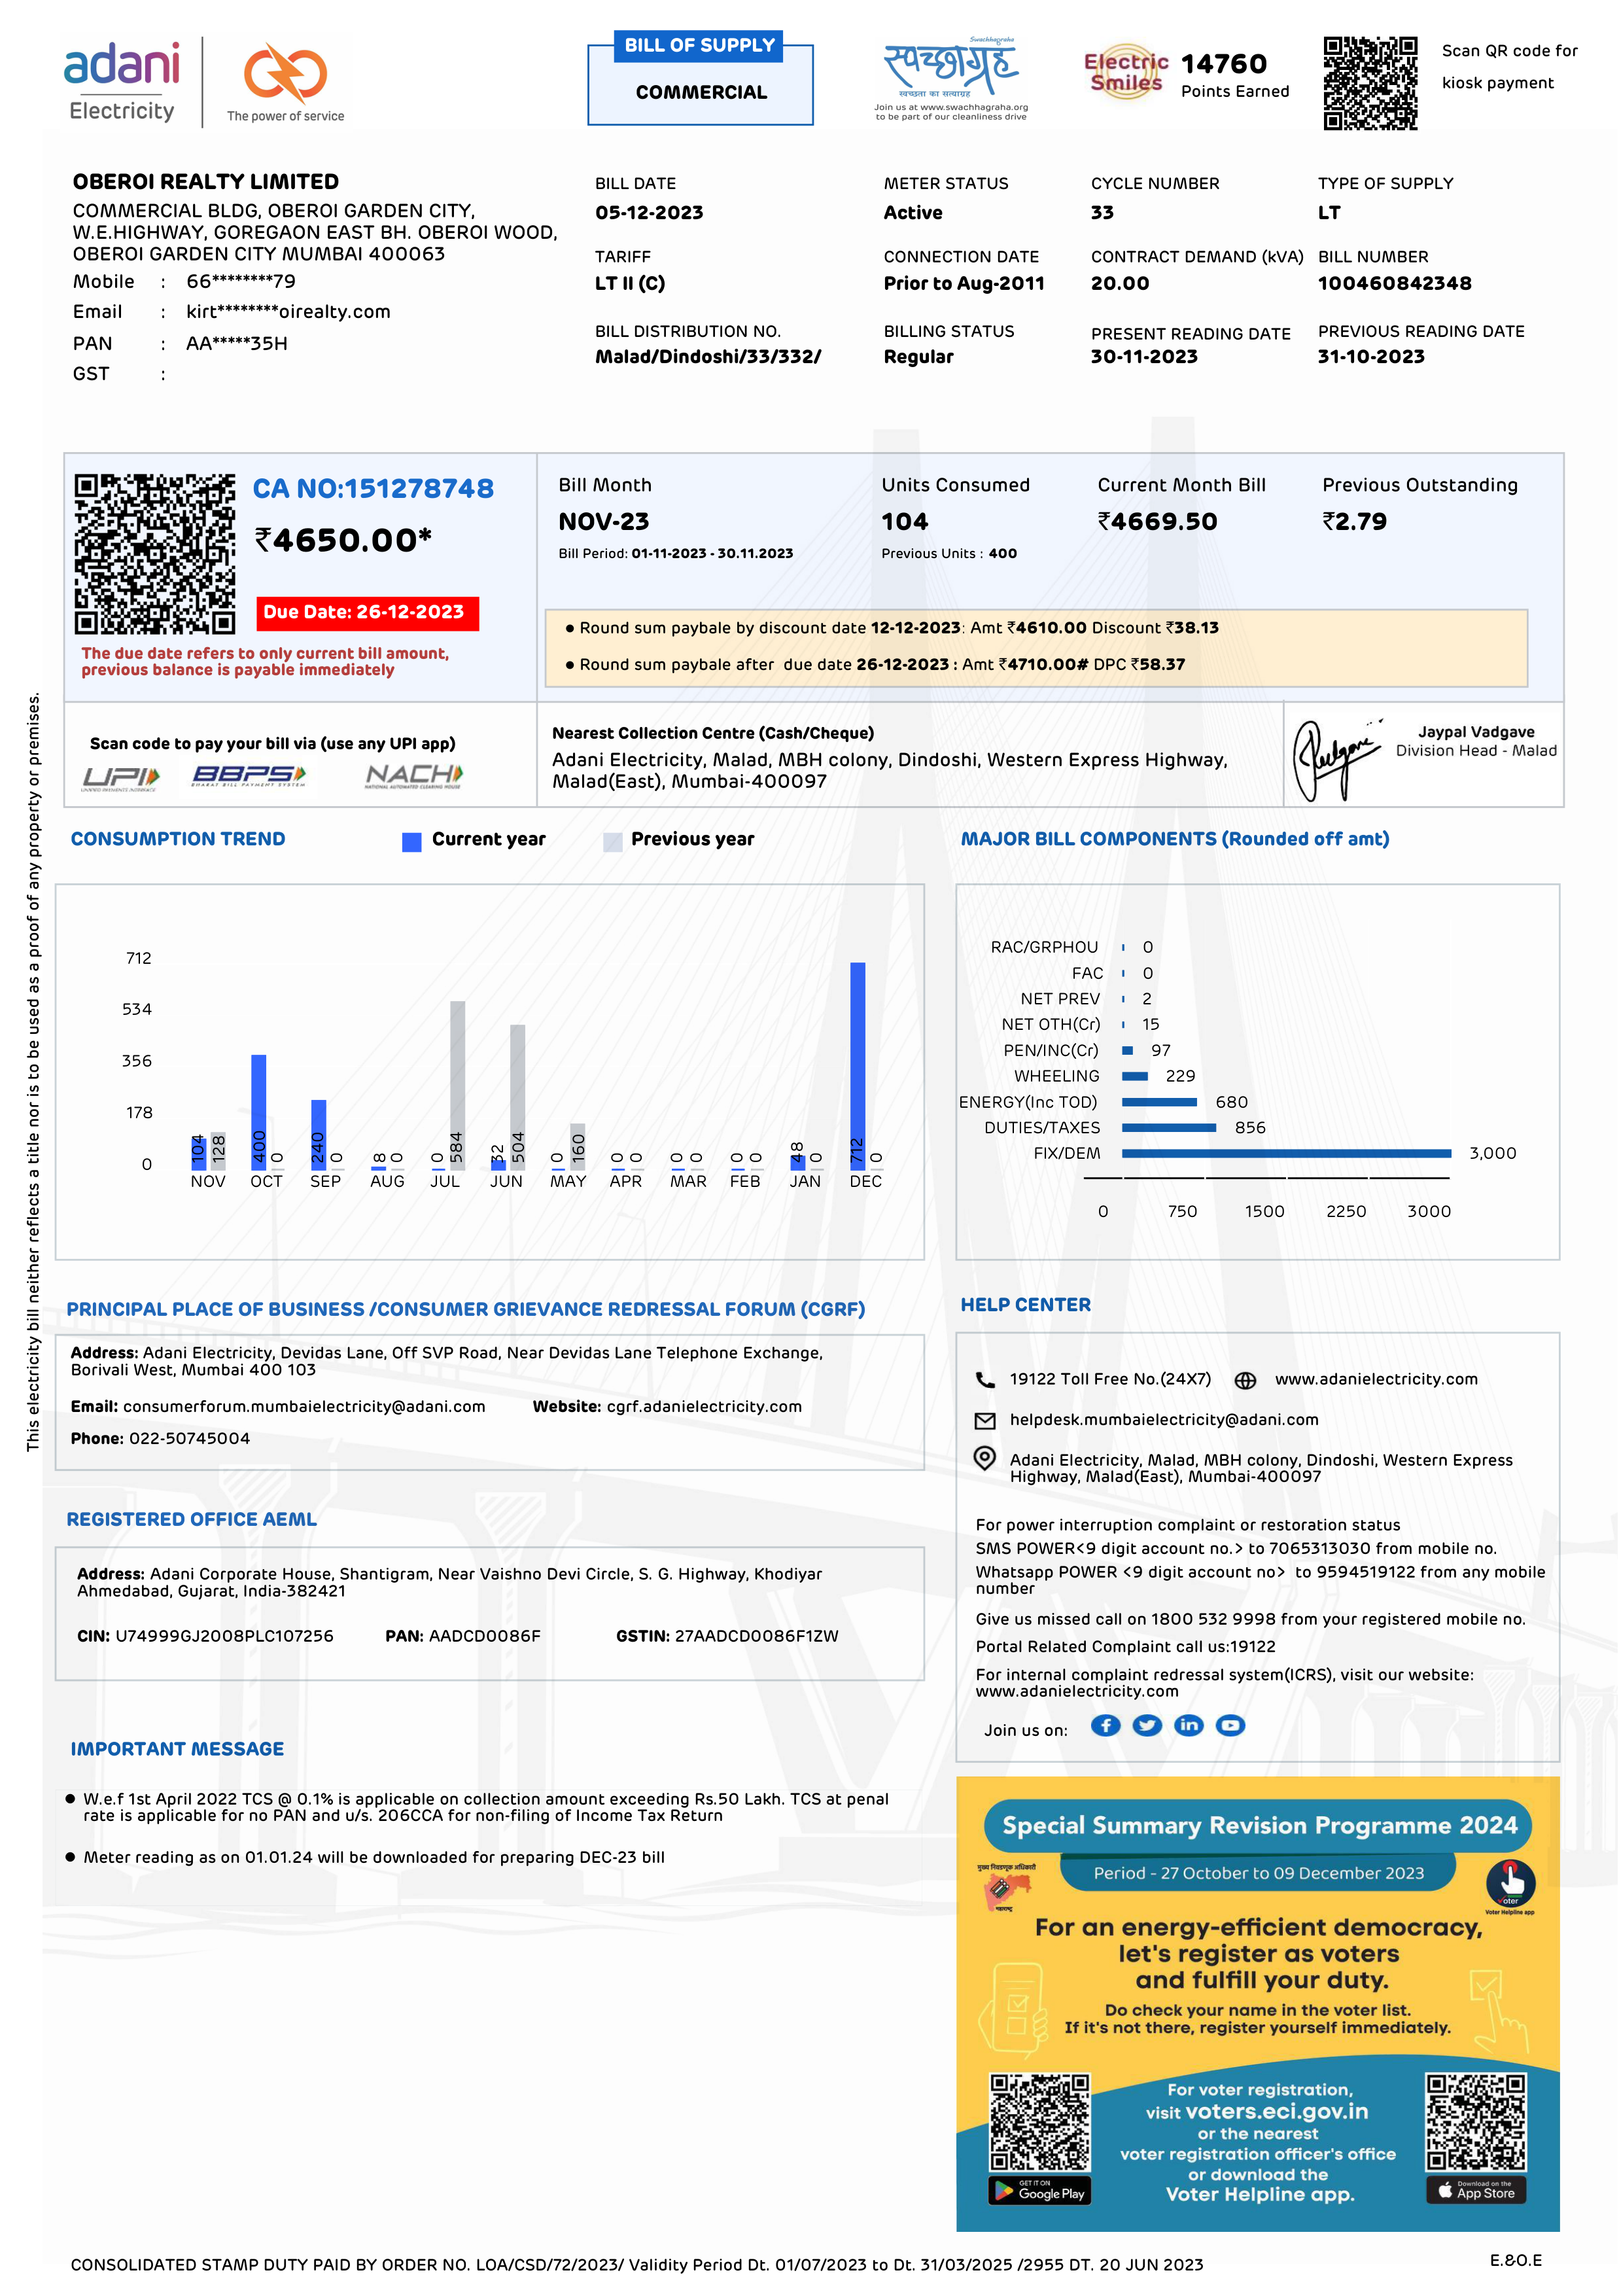 adani
Electricity
The power of service
BILL OF SUPPLY
COMMERCIAL
Swachhagraha
स्वच्छाग्रह
स्वच्छता का सत्याग्रह
Join us at www.swachhagraha.org
to be part of our cleanliness drive
Electric
Smiles
14760
Points Earned
Scan QR code for
kiosk payment
OBEROI REALTY LIMITED
COMMERCIAL BLDG, OBEROI GARDEN CITY,
W.E.HIGHWAY, GOREGAON EAST BH. OBEROI WOOD,
OBEROI GARDEN CITY MUMBAI 400063
Mobile : 66********79
Email : kirt********oirealty.com
PAN : AA*****35H
GST :
BILL DATE
05-12-2023
METER STATUS
Active
CYCLE NUMBER
33
TYPE OF SUPPLY
LT
TARIFF
LT II (C)
CONNECTION DATE
Prior to Aug-2011
CONTRACT DEMAND (kVA)
20.00
BILL NUMBER
100460842348
BILL DISTRIBUTION NO.
Malad/Dindoshi/33/332/
BILLING STATUS
Regular
PRESENT READING DATE
30-11-2023
PREVIOUS READING DATE
31-10-2023
CA NO:151278748
₹4650.00*
Due Date: 26-12-2023
The due date refers to only current bill amount,
previous balance is payable immediately
Bill Month
NOV-23
Bill Period: 01-11-2023 - 30.11.2023
Units Consumed
104
Previous Units : 400
Current Month Bill
₹4669.50
Previous Outstanding
₹2.79
● Round sum paybale by discount date 12-12-2023: Amt ₹4610.00 Discount ₹38.13
● Round sum paybale after due date 26-12-2023 : Amt ₹4710.00# DPC ₹58.37
Scan code to pay your bill via (use any UPI app)
UPI
UNIFIED PAYMENTS INTERFACE
BBPS
BHARAT BILL PAYMENT SYSTEM
NACH
NATIONAL AUTOMATED CLEARING HOUSE
Nearest Collection Centre (Cash/Cheque)
Adani Electricity, Malad, MBH colony, Dindoshi, Western Express Highway,
Malad(East), Mumbai-400097
Jaypal Vadgave
Division Head - Malad
This electricity bill neither reflects a title nor is to be used as a proof of any property or premises.
CONSUMPTION TREND
Current year
Previous year
712
534
356
178
0
104 128 400 0 240 0 8 0 0 584 32 504 0 160 0 0 0 0 0 0 48 0 712 0
NOV OCT SEP AUG JUL JUN MAY APR MAR FEB JAN DEC
MAJOR BILL COMPONENTS (Rounded off amt)
RAC/GRPHOU 0
FAC 0
NET PREV 2
NET OTH(Cr) 15
PEN/INC(Cr) 97
WHEELING 229
ENERGY(Inc TOD) 680
DUTIES/TAXES 856
FIX/DEM 3,000
0 750 1500 2250 3000
PRINCIPAL PLACE OF BUSINESS /CONSUMER GRIEVANCE REDRESSAL FORUM (CGRF)
Address: Adani Electricity, Devidas Lane, Off SVP Road, Near Devidas Lane Telephone Exchange,
Borivali West, Mumbai 400 103
Email: consumerforum.mumbaielectricity@adani.com Website: cgrf.adanielectricity.com
Phone: 022-50745004
REGISTERED OFFICE AEML
Address: Adani Corporate House, Shantigram, Near Vaishno Devi Circle, S. G. Highway, Khodiyar
Ahmedabad, Gujarat, India-382421
CIN: U74999GJ2008PLC107256 PAN: AADCD0086F GSTIN: 27AADCD0086F1ZW
IMPORTANT MESSAGE
● W.e.f 1st April 2022 TCS @ 0.1% is applicable on collection amount exceeding Rs.50 Lakh. TCS at penal
rate is applicable for no PAN and u/s. 206CCA for non-filing of Income Tax Return
● Meter reading as on 01.01.24 will be downloaded for preparing DEC-23 bill
HELP CENTER
19122 Toll Free No.(24X7) www.adanielectricity.com
helpdesk.mumbaielectricity@adani.com
Adani Electricity, Malad, MBH colony, Dindoshi, Western Express
Highway, Malad(East), Mumbai-400097
For power interruption complaint or restoration status
SMS POWER<9 digit account no.> to 7065313030 from mobile no.
Whatsapp POWER <9 digit account no> to 9594519122 from any mobile
number
Give us missed call on 1800 532 9998 from your registered mobile no.
Portal Related Complaint call us:19122
For internal complaint redressal system(ICRS), visit our website:
www.adanielectricity.com
Join us on:
Special Summary Revision Programme 2024
Period - 27 October to 09 December 2023
मुख्य निवडणूक अधिकारी
महाराष्ट्र
Voter
Voter Helpline app
For an energy-efficient democracy,
let's register as voters
and fulfill your duty.
Do check your name in the voter list.
If it's not there, register yourself immediately.
For voter registration,
visit voters.eci.gov.in
or the nearest
voter registration officer's office
or download the
Voter Helpline app.
GET IT ON
Google Play
Download on the
App Store
CONSOLIDATED STAMP DUTY PAID BY ORDER NO. LOA/CSD/72/2023/ Validity Period Dt. 01/07/2023 to Dt. 31/03/2025 /2955 DT. 20 JUN 2023
E.&O.E